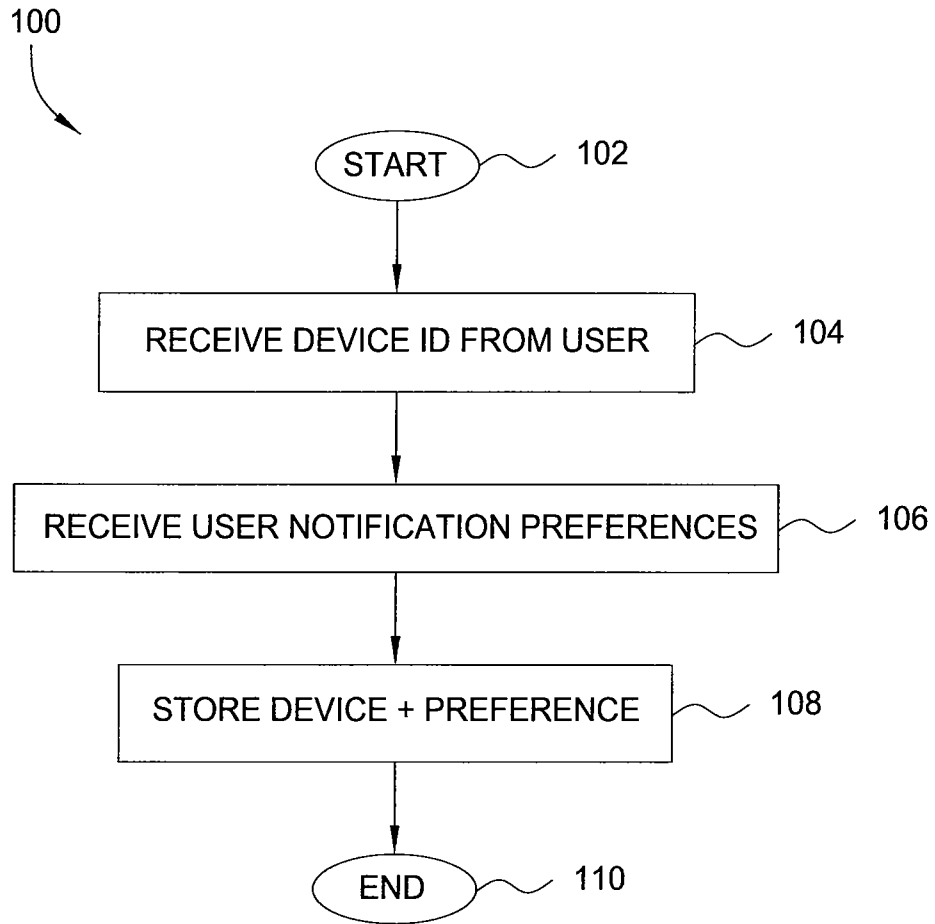 100
START
102
RECEIVE DEVICE ID FROM USER
104
RECEIVE USER NOTIFICATION PREFERENCES
106
STORE DEVICE + PREFERENCE
108
END
110